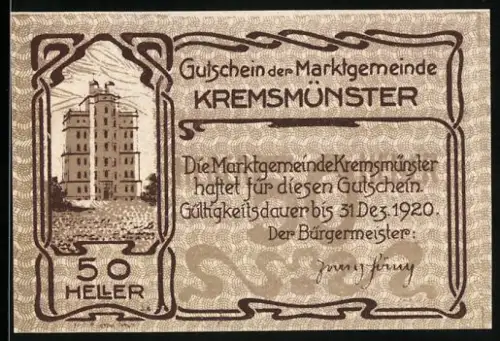 Gutschein der Marktgemeinde
KREMSMÜNSTER
Die Marktgemeinde Kremsmünster
haftet für diesen Gutschein.
Gültigkeitsdauer bis 31 Dez. 1920.
Der Bürgermeister:
50
HELLER